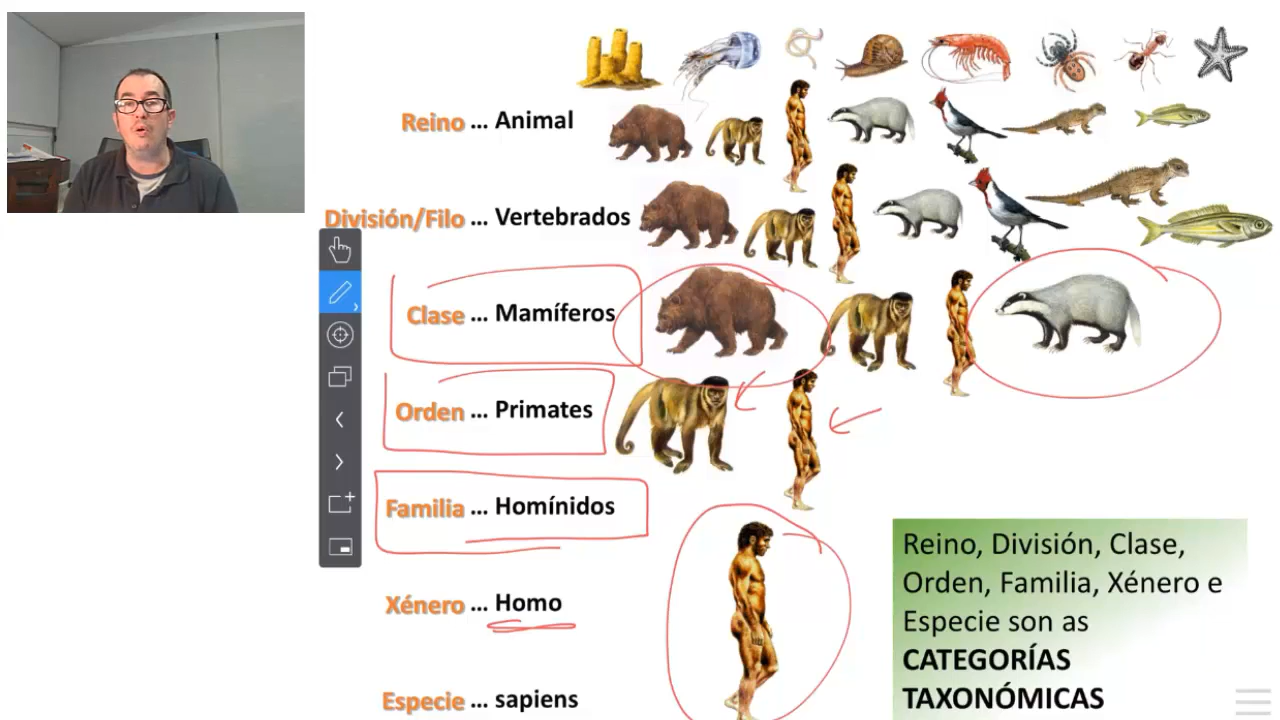 Reino ... Animal
División/Filo ... Vertebrados
Clase ... Mamíferos
Orden ... Primates
Familia ... Homínidos
Xénero ... Homo
Especie ... sapiens
Reino, División, Clase,
Orden, Familia, Xénero e
Especie son as
CATEGORÍAS
TAXONÓMICAS